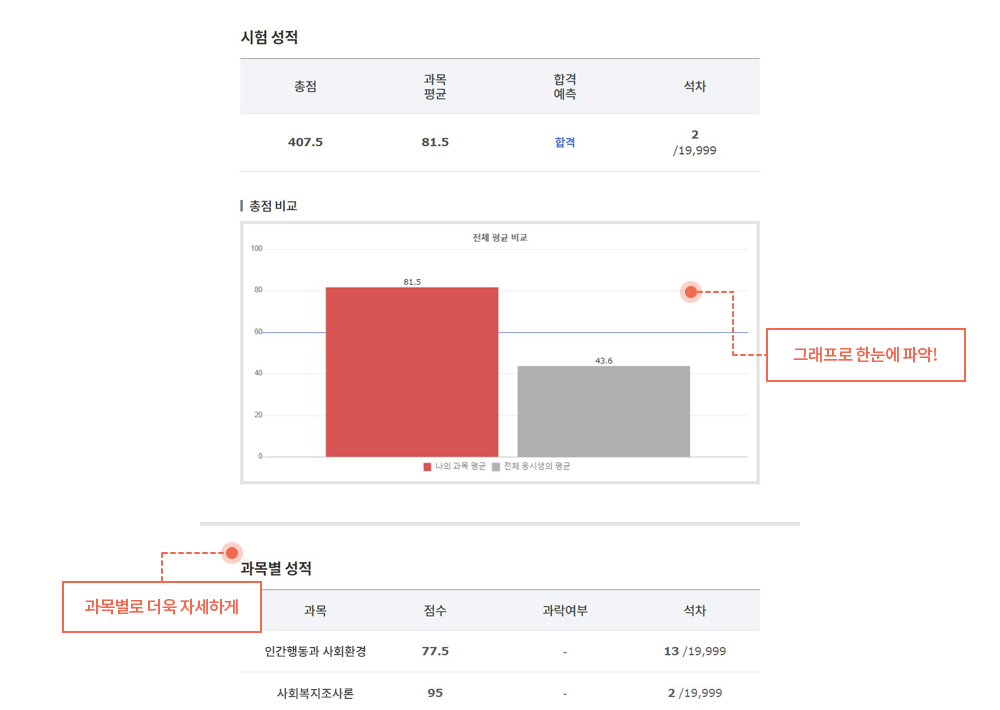 시험 성적
총점 과목 평균 합격 예측 석차
407.5 81.5 합격 2 /19,999
총점 비교
전체 평균 비교
100
81.5
80
60
그래프로 한눈에 파악!
43.6
40
20
0
나의 과목 평균 전체 응시생의 평균
과목별 성적
과목별로 더욱 자세하게
과목 점수 과락여부 석차
인간행동과 사회환경 77.5 - 13 /19,999
사회복지조사론 95 - 2 /19,999